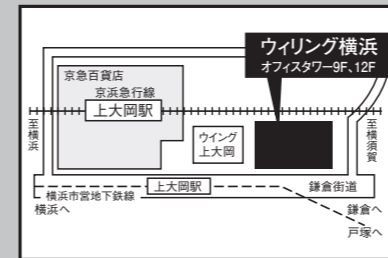 ウィリング横浜
オフィスタワー9F、12F
京急百貨店
京浜急行線
上大岡駅
至横浜
ウイング
上大岡
至横須賀
上大岡駅
鎌倉街道
横浜市営地下鉄線
横浜へ
鎌倉へ
戸塚へ